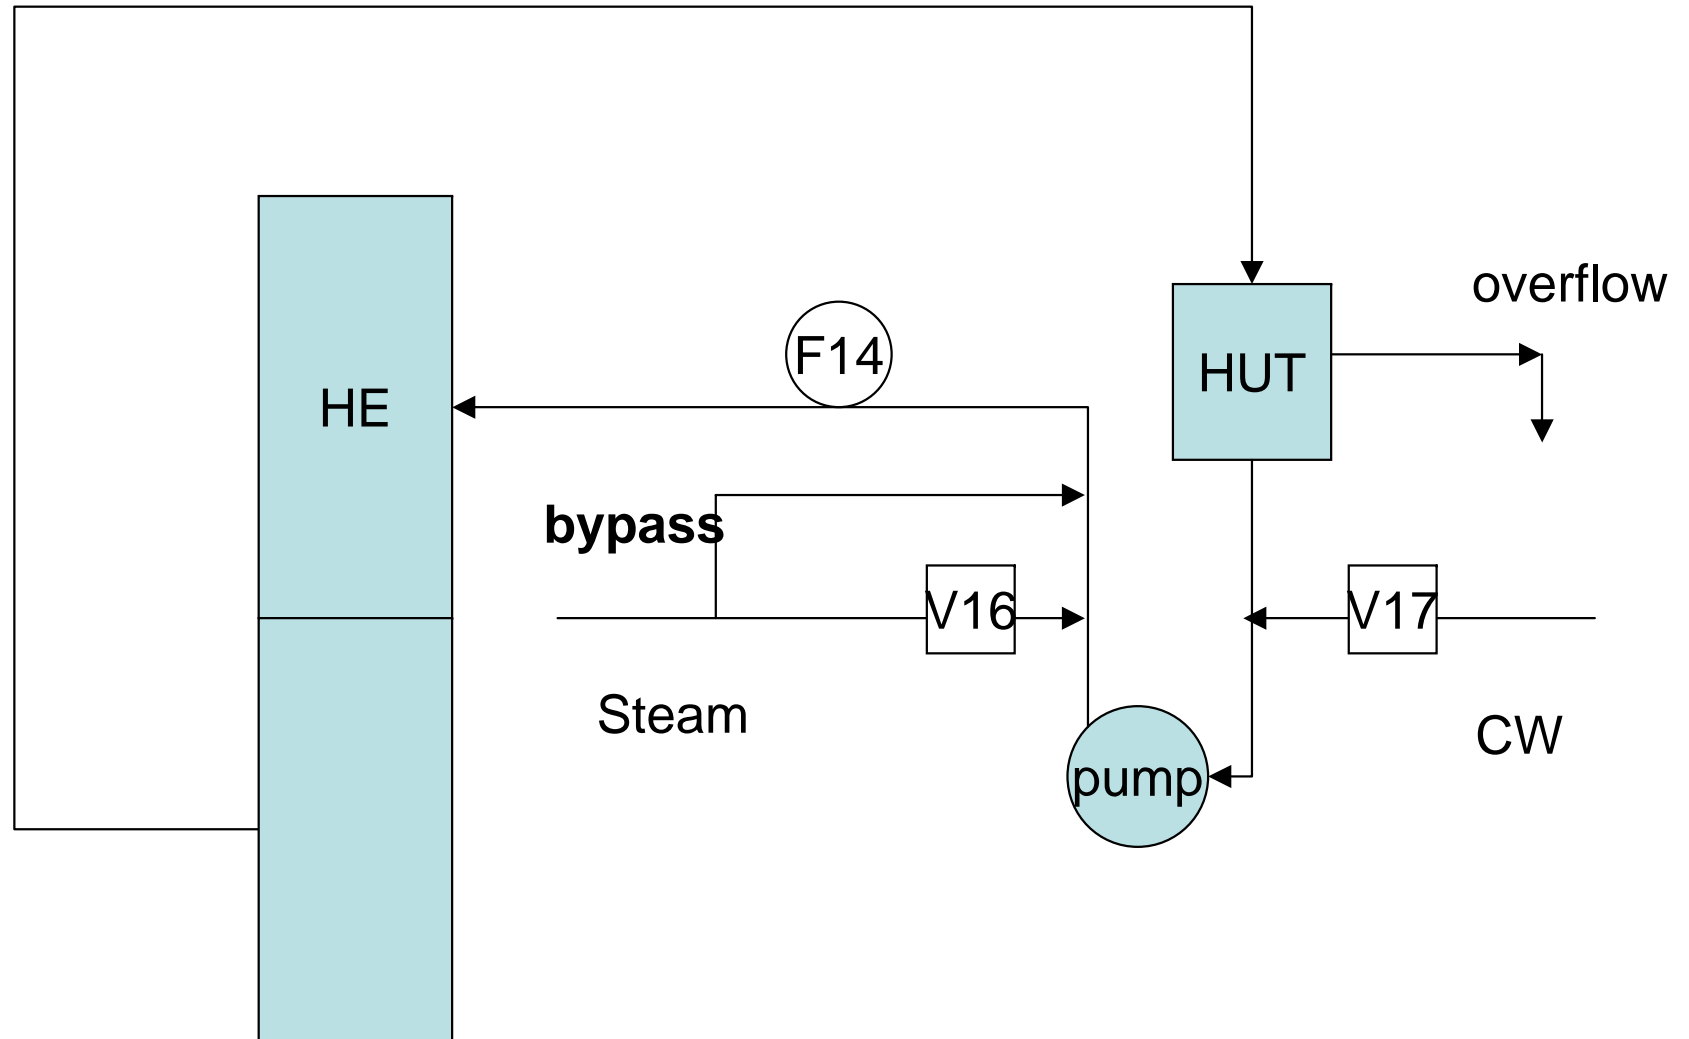 overflow
F14
HUT
HE
bypass
V16
V17
Steam
CW
pump